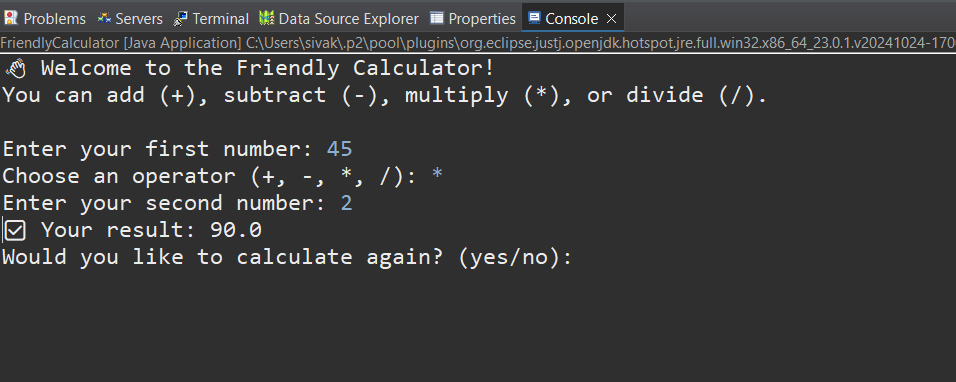 Problems Servers Terminal Data Source Explorer Properties Console
FriendlyCalculator [Java Application] C:\Users\sivak\.p2\pool\plugins\org.eclipse.justj.openjdk.hotspot.jre.full.win32.x86_64_23.0.1.v20241024-170
👋 Welcome to the Friendly Calculator!
You can add (+), subtract (-), multiply (*), or divide (/).
Enter your first number: 45
Choose an operator (+, -, *, /): *
Enter your second number: 2
☑ Your result: 90.0
Would you like to calculate again? (yes/no):